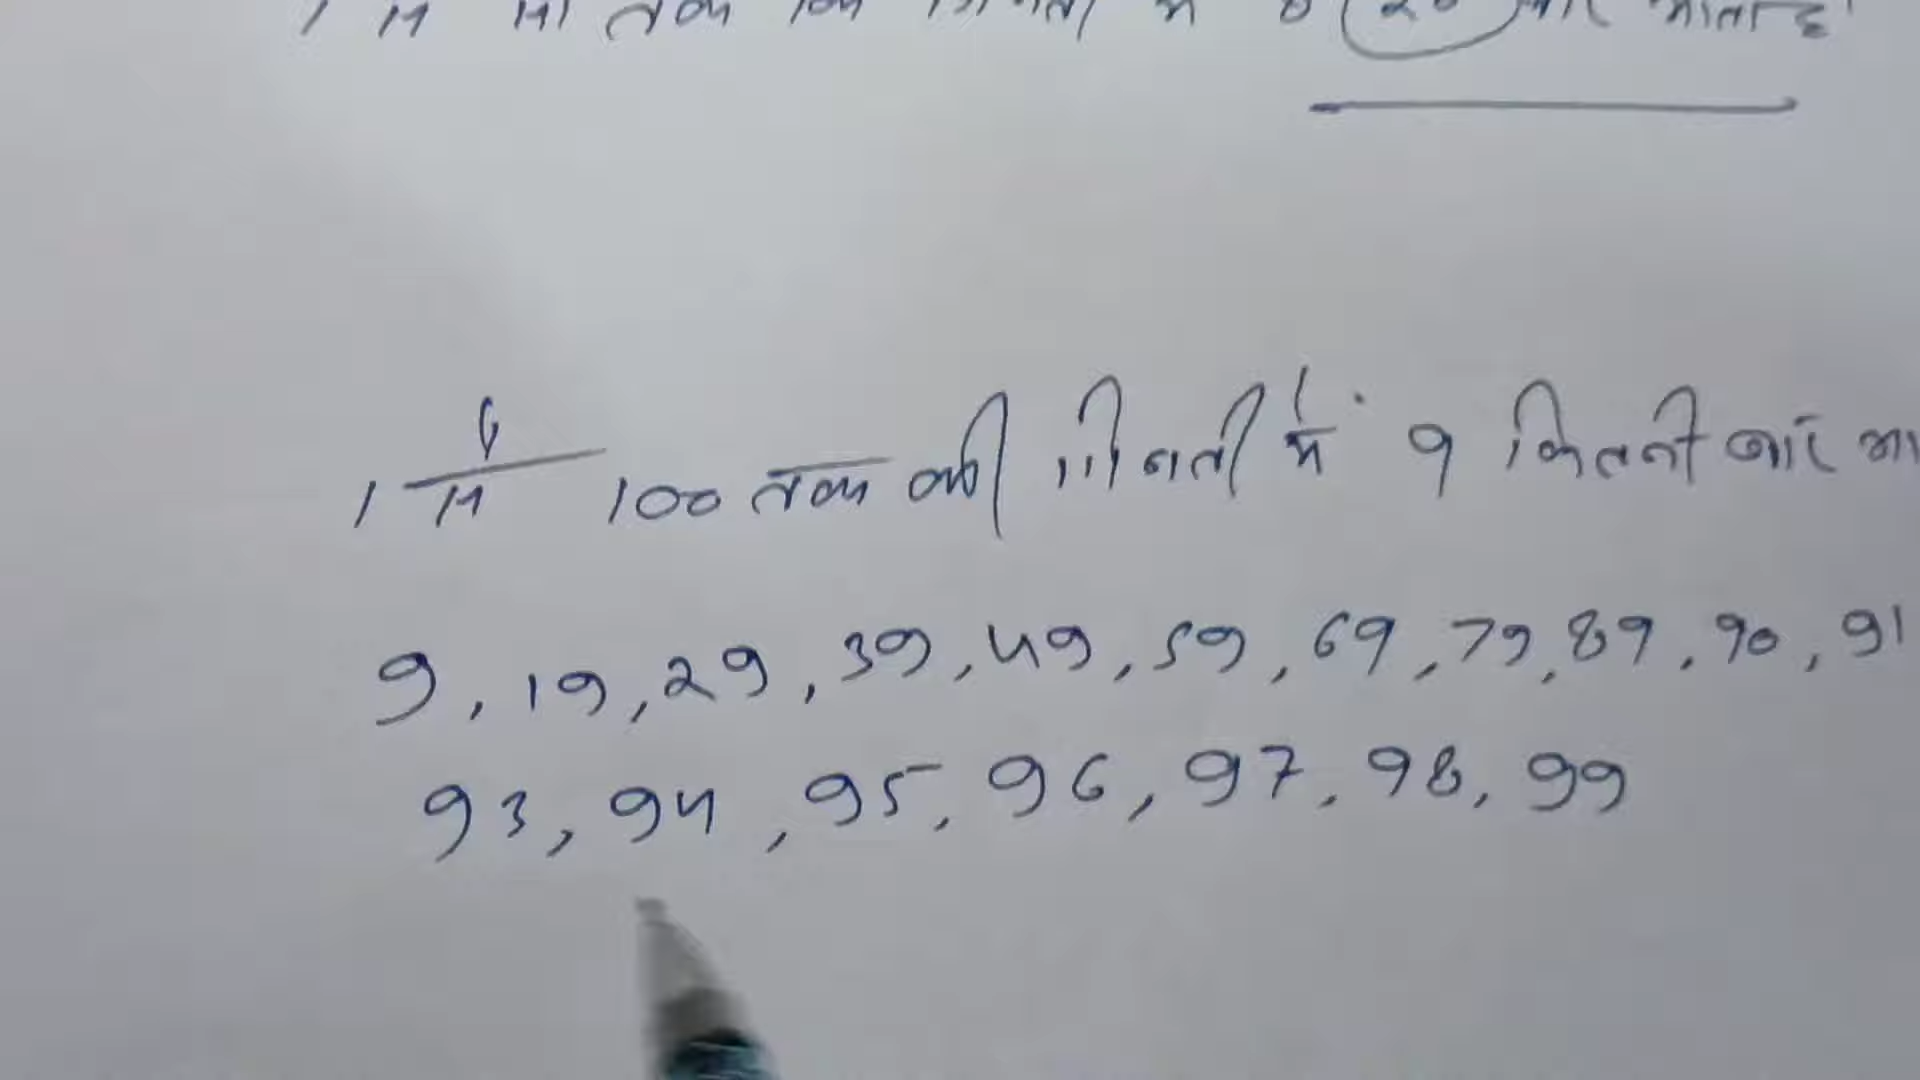 1 से 100 तक की गिनती में 9 कितनी बार
9, 19, 29, 39, 49, 59, 69, 79, 89, 90, 91
93, 94, 95, 96, 97, 98, 99